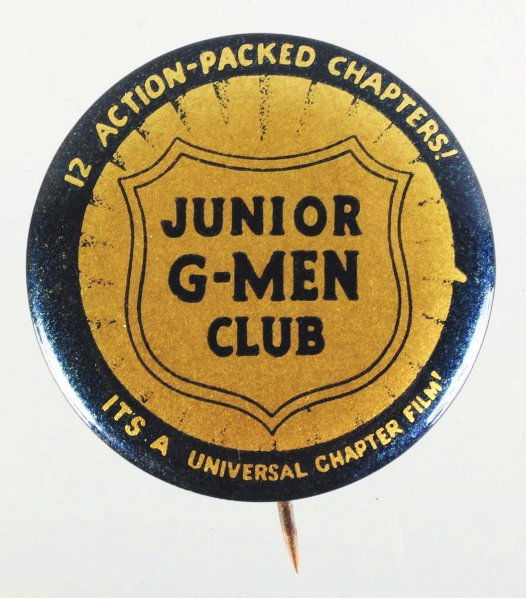 12 ACTION-PACKED CHAPTERS!
JUNIOR
G-MEN
CLUB
ITS A UNIVERSAL CHAPTER FILM!